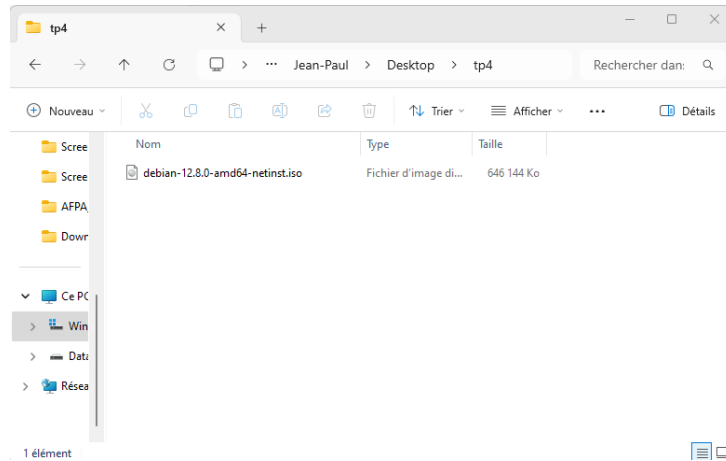 tp4
Jean-Paul > Desktop > tp4
Rechercher dan:
Nouveau
Trier
Afficher
Détails
Nom
Type
Taille
debian-12.8.0-amd64-netinst.iso
Fichier d'image di...
646 144 Ko
Scree
Scree
AFPA
Dowr
Ce PC
Win
Data
Résea
1 élément